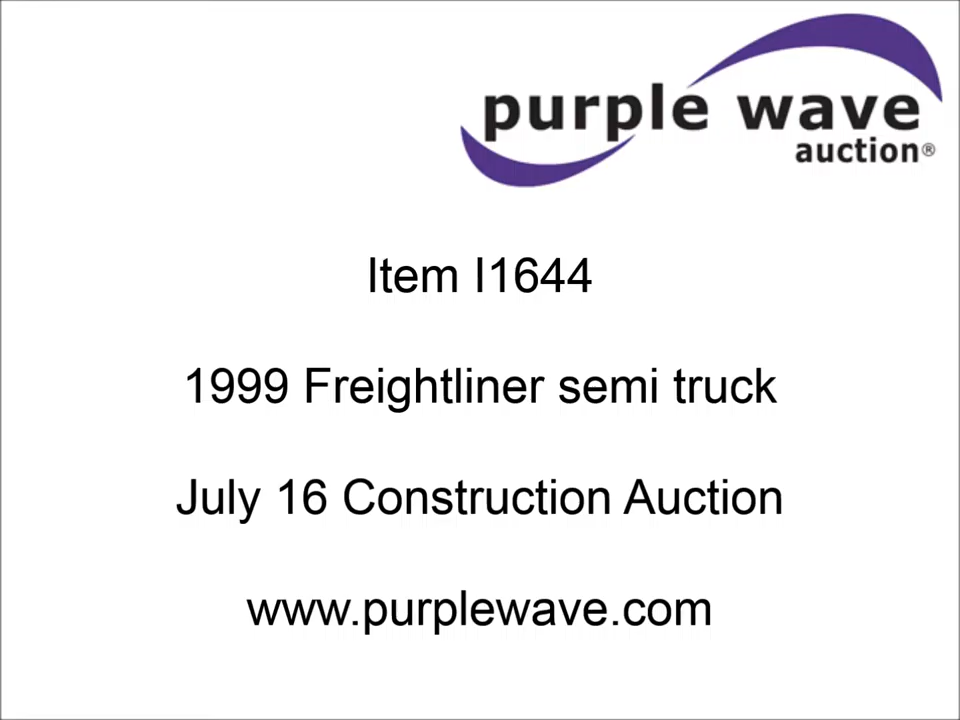 purple wave
auction®
Item I1644
1999 Freightliner semi truck
July 16 Construction Auction
www.purplewave.com